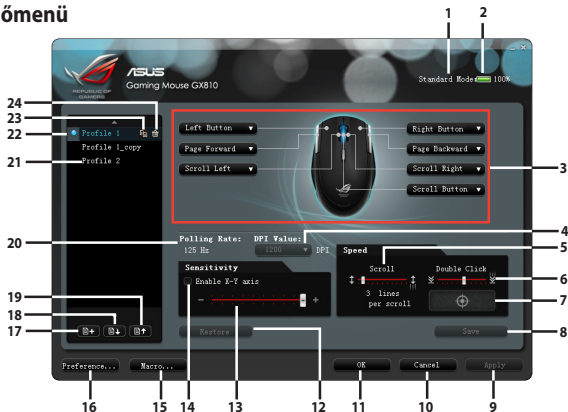 őmenü
1
2
REPUBLIC OF
GAMERS
ASUS
Gaming Mouse GX810
Standard Mode: 100%
24
23
22
21
Profile 1
Profile 1_copy
Profile 2
Left Button
Right Button
Page Forward
Page Backward
Scroll Left
Scroll Right
3
Scroll Button
4
20
Polling Rate:
125 Hz
DPI Value:
1200
DPI
Speed
5
Scroll
Double Click
6
3 lines
per scroll
7
Sensitivity
Enable X-Y axis
19
18
17
Restore
Save
8
Preference...
Macro...
OK
Cancel
Apply
16
15
14
13
12
11
10
9